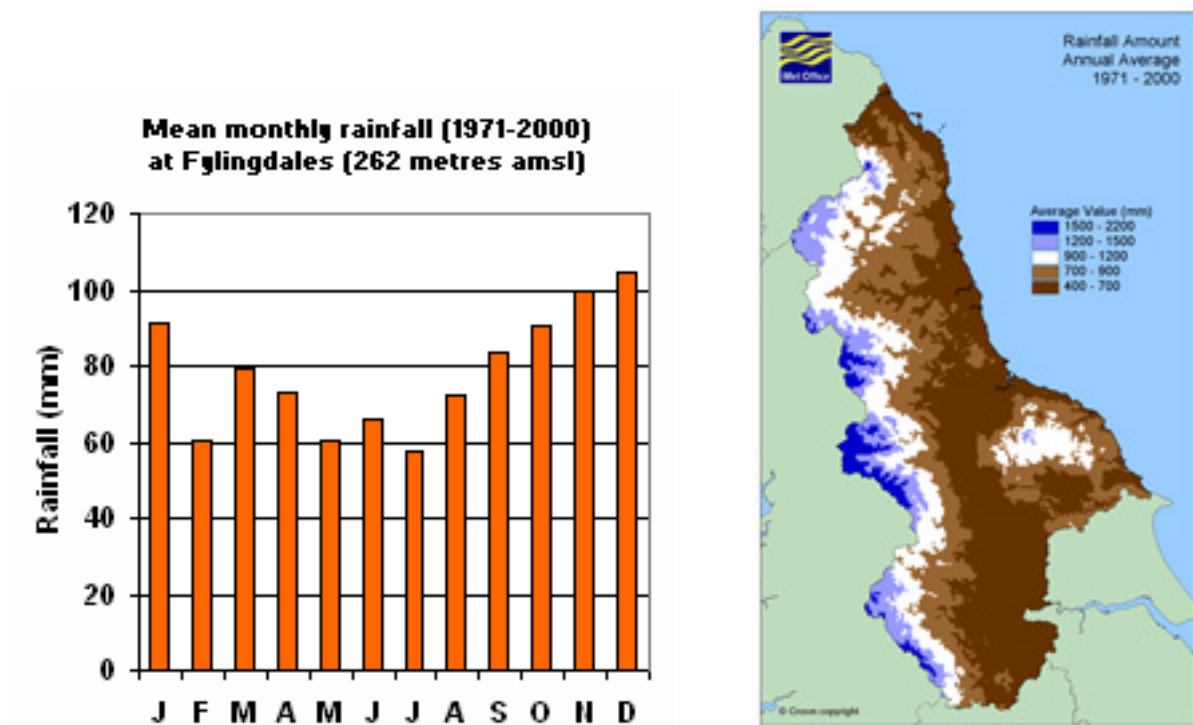 Mean monthly rainfall (1971-2000)
at Fylingdales (262 metres amsl)
Rainfall (mm)
120
100
80
60
40
20
0
J F M A M J J A S O N D
Met Office
Rainfall Amount
Annual Average
1971 - 2000
Average Value (mm)
1500 - 2200
1200 - 1500
900 - 1200
700 - 900
400 - 700
© Crown copyright